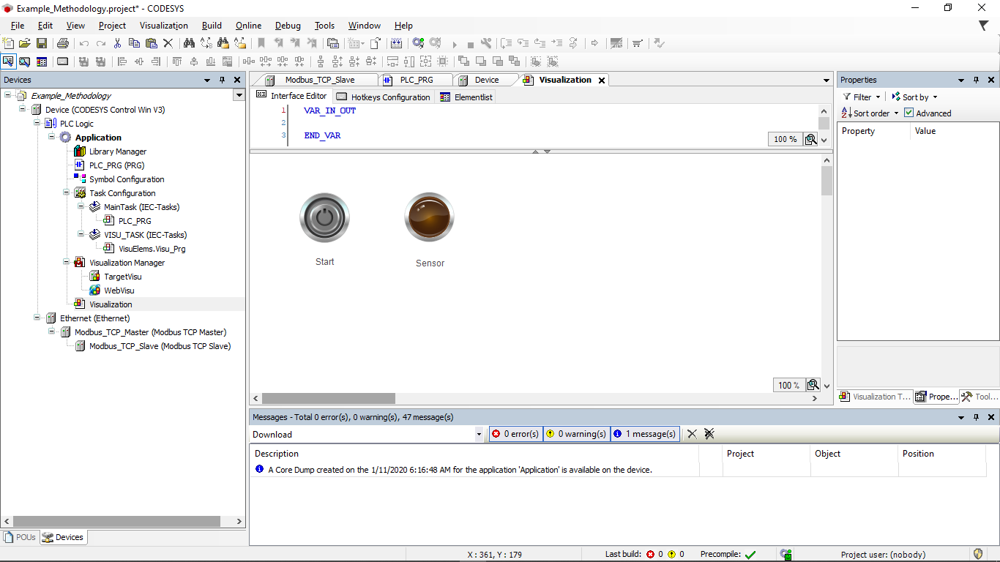 Example_Methodology.project* - CODESYS
File Edit View Project Visualization Build Online Debug Tools Window Help
Devices
Example_Methodology
Device (CODESYS Control Win V3)
PLC Logic
Application
Library Manager
PLC_PRG (PRG)
Symbol Configuration
Task Configuration
MainTask (IEC-Tasks)
PLC_PRG
VISU_TASK (IEC-Tasks)
VisuElems.Visu_Prg
Visualization Manager
TargetVisu
WebVisu
Visualization
Ethernet (Ethernet)
Modbus_TCP_Master (Modbus TCP Master)
Modbus_TCP_Slave (Modbus TCP Slave)
POUs Devices
Modbus_TCP_Slave PLC_PRG Device Visualization
Interface Editor Hotkeys Configuration Elementlist
1 VAR_IN_OUT
2
3 END_VAR
100 %
Start Sensor
100 %
Properties
Filter Sort by
Sort order Advanced
Property Value
Visualization T... Prope... Tool...
Messages - Total 0 error(s), 0 warning(s), 47 message(s)
Download 0 error(s) 0 warning(s) 1 message(s)
Description Project Object Position
A Core Dump created on the 1/11/2020 6:16:48 AM for the application 'Application' is available on the device.
X : 361, Y : 179 Last build: 0 0 Precompile: Project user: (nobody)